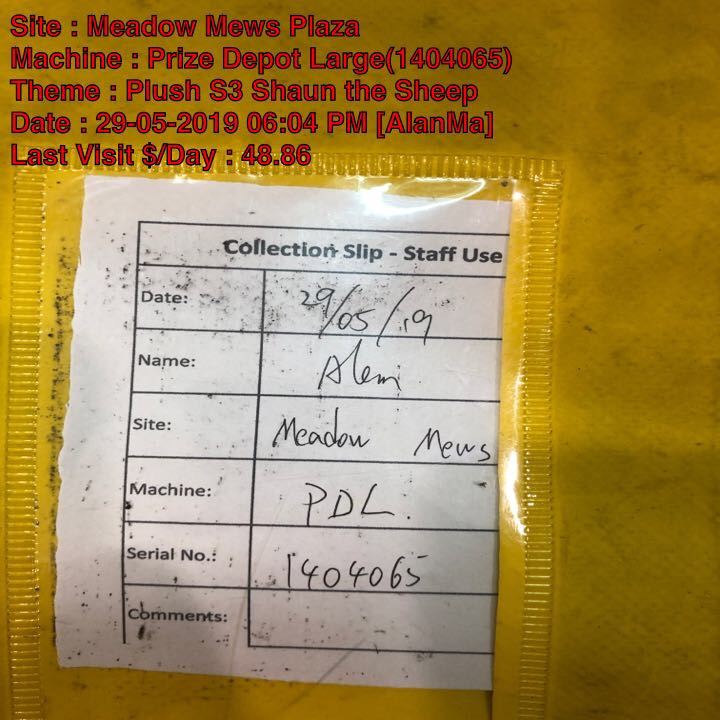 Site : Meadow Mews Plaza
Machine : Prize Depot Large(1404065)
Theme : Plush S3 Shaun the Sheep
Date : 29-05-2019 06:04 PM [AlanMa]
Last Visit $/Day : 48.86
Collection Slip - Staff Use
Date: 29/05/19
Name: Alan
Site: Meadow Mews
Machine: PDL.
Serial No.: 1404065
Comments: